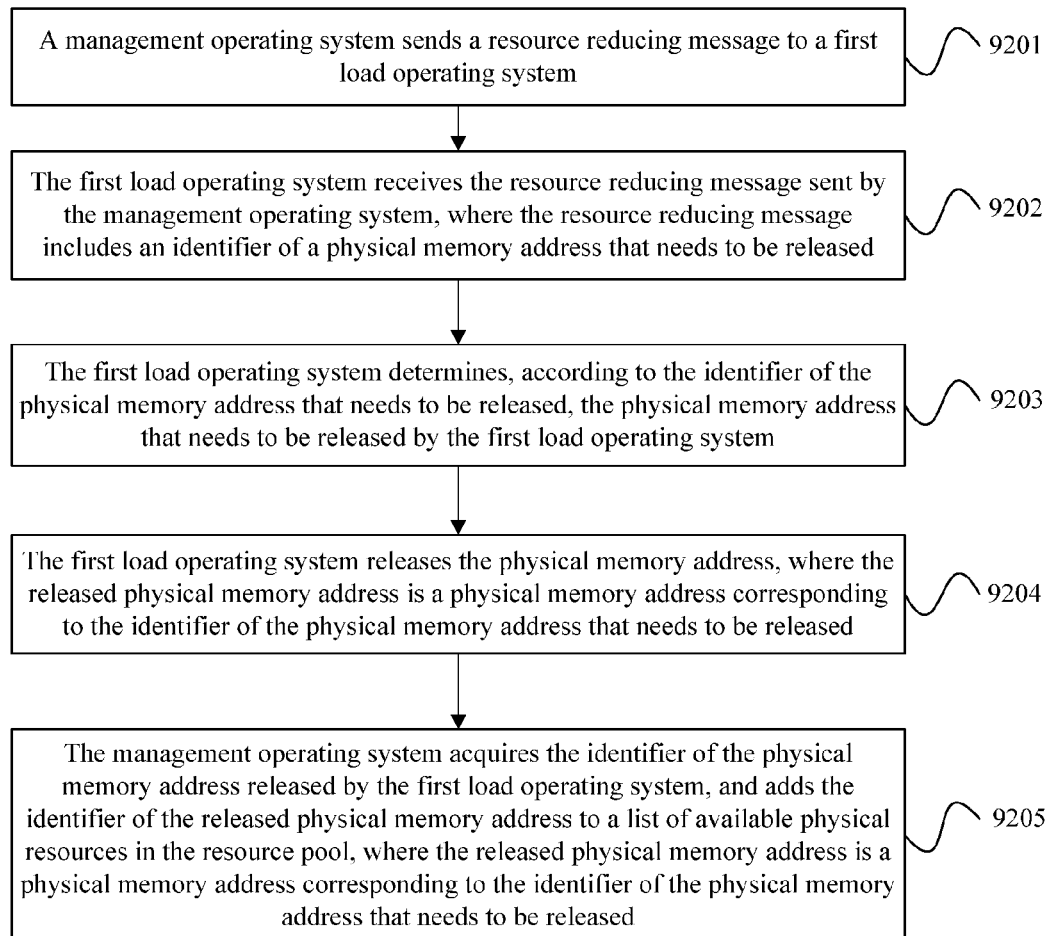 A management operating system sends a resource reducing message to a first
load operating system
9201
The first load operating system receives the resource reducing message sent by
the management operating system, where the resource reducing message
includes an identifier of a physical memory address that needs to be released
9202
The first load operating system determines, according to the identifier of the
physical memory address that needs to be released, the physical memory address
that needs to be released by the first load operating system
9203
The first load operating system releases the physical memory address, where the
released physical memory address is a physical memory address corresponding
to the identifier of the physical memory address that needs to be released
9204
The management operating system acquires the identifier of the physical
memory address released by the first load operating system, and adds the
identifier of the released physical memory address to a list of available physical
resources in the resource pool, where the released physical memory address is a
physical memory address corresponding to the identifier of the physical memory
address that needs to be released
9205